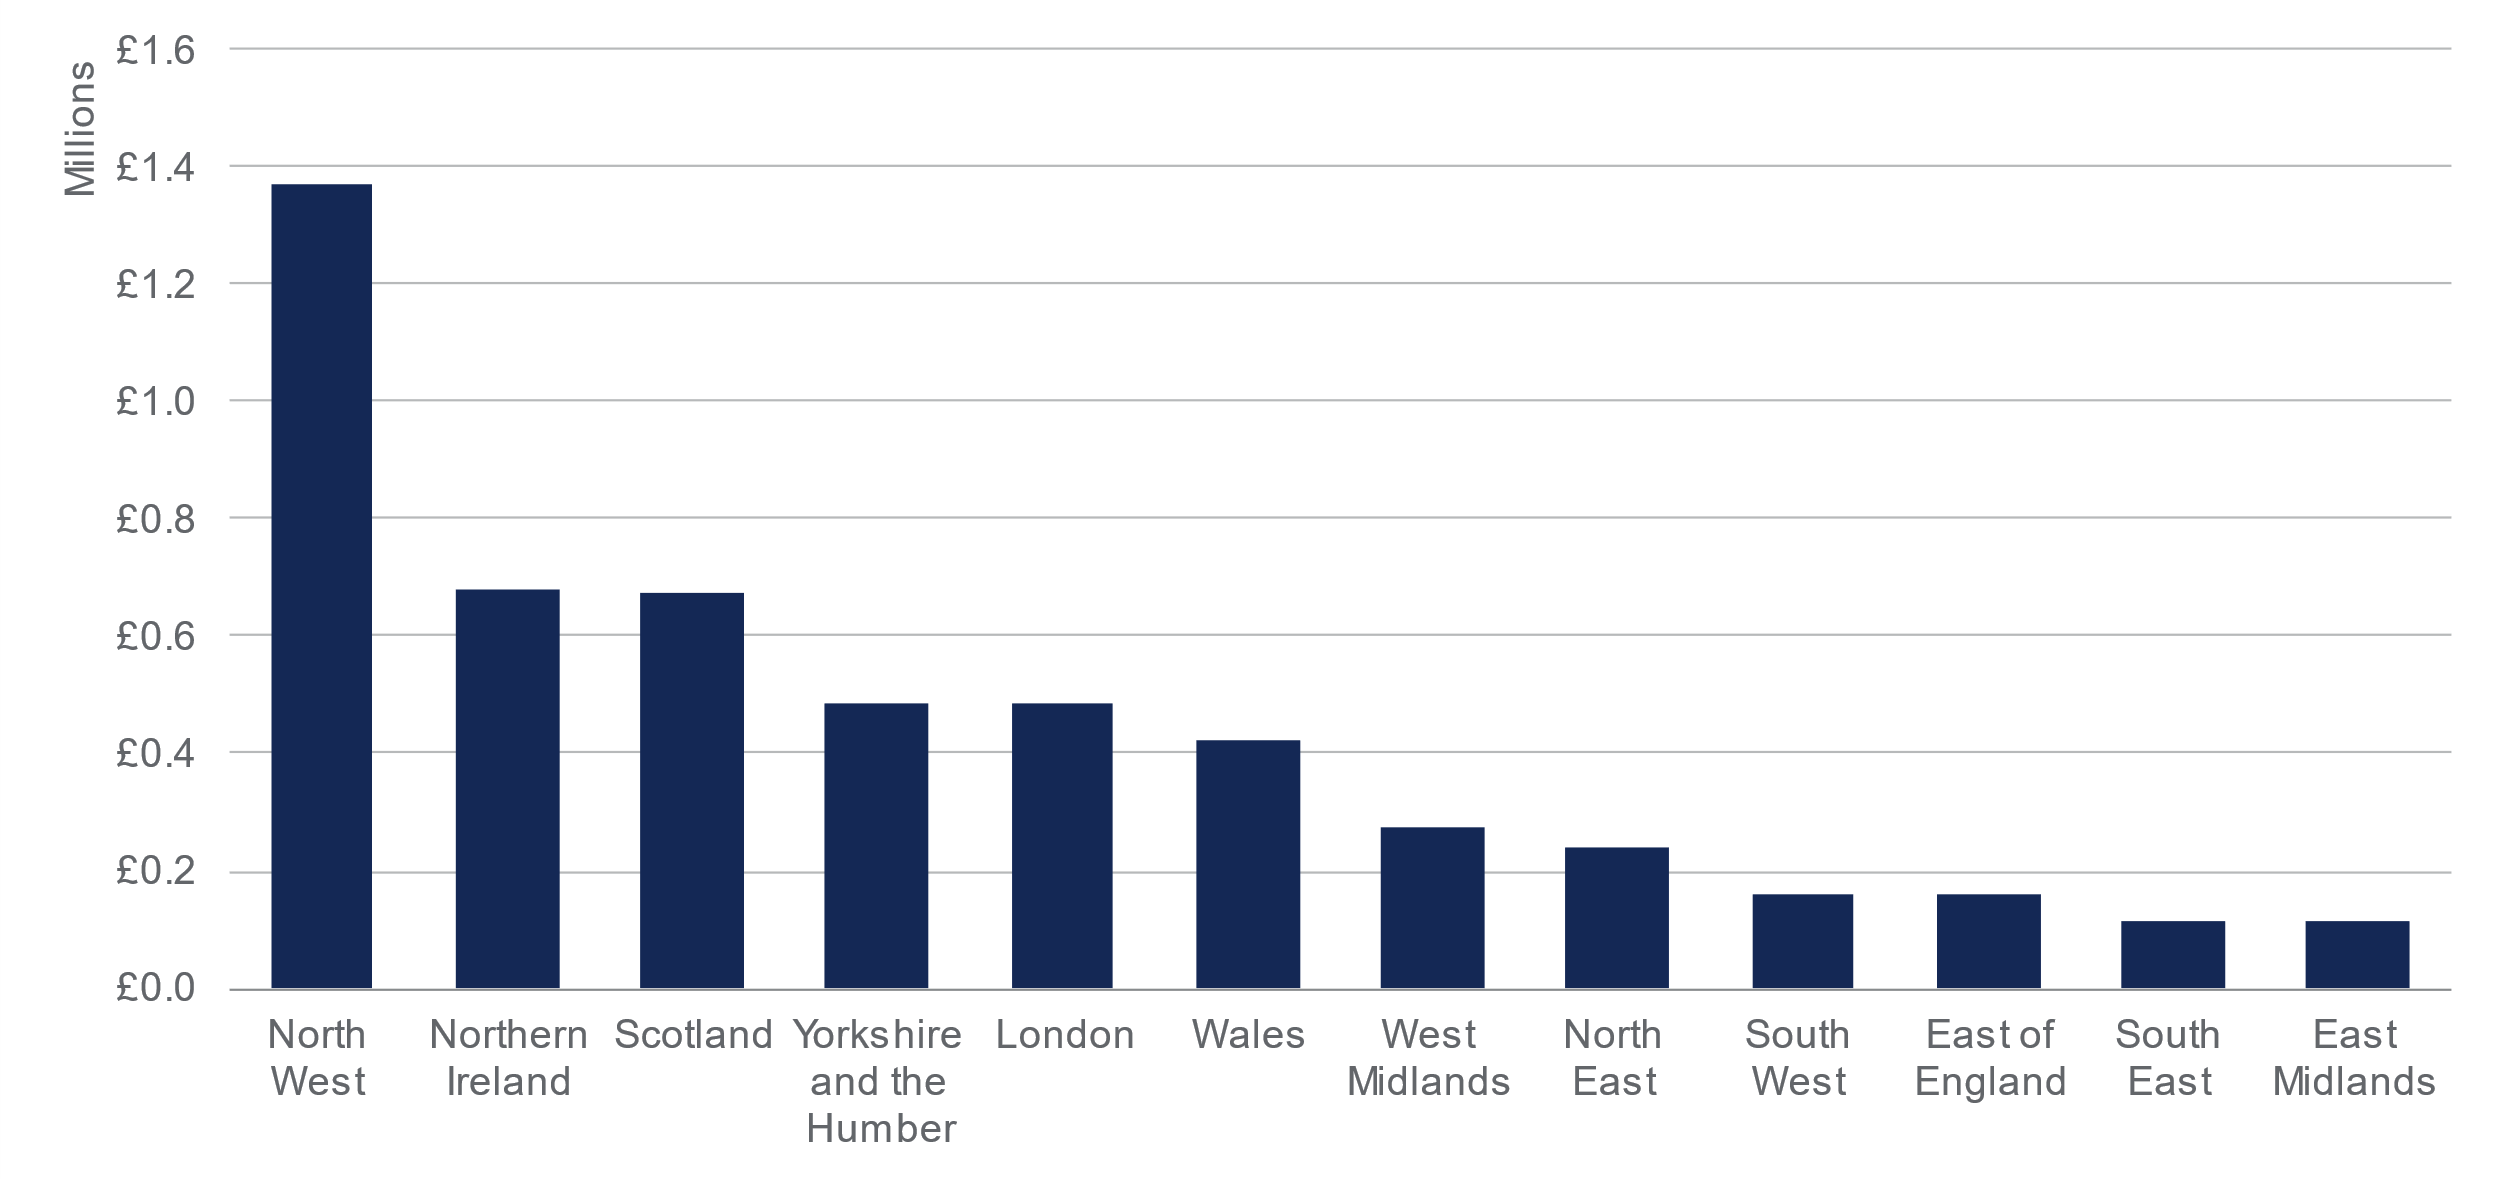 Millions
£1.6
£1.4
£1.2
£1.0
£0.8
£0.6
£0.4
£0.2
£0.0
North
West
Northern
Ireland
Scotland
Yorkshire
and the
Humber
London
Wales
West
Midlands
North
East
South
West
East of
England
South
East
East
Midlands